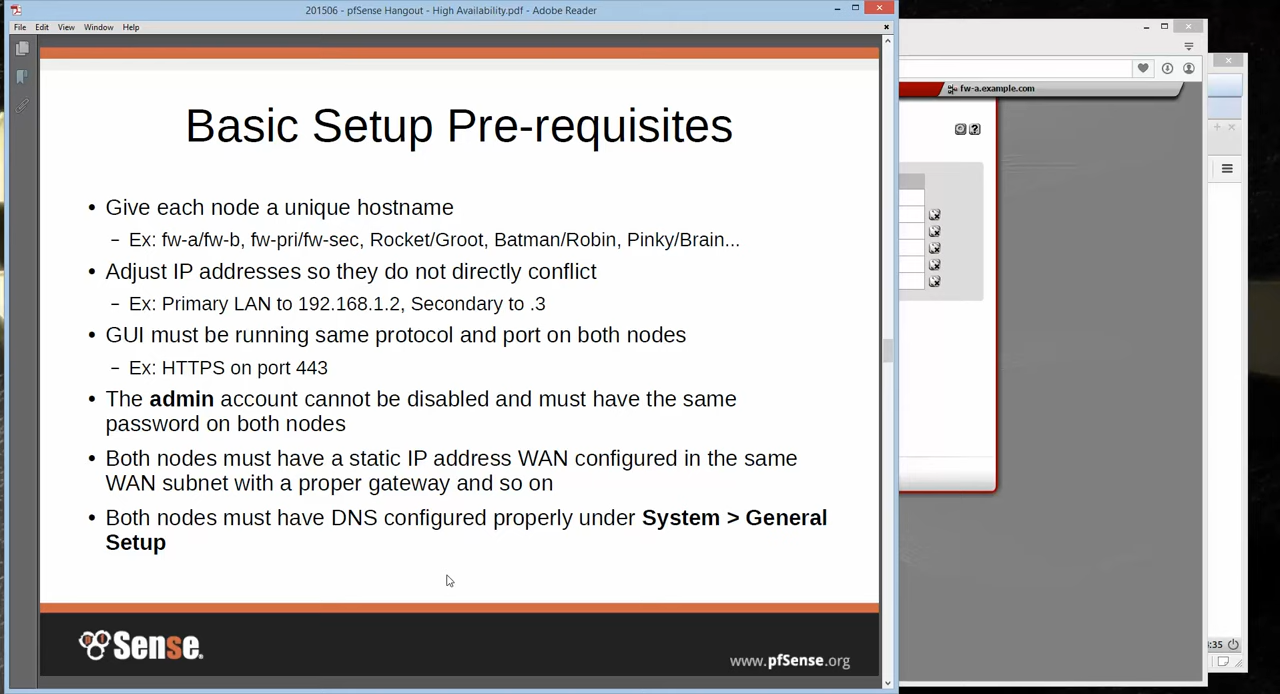 201506 - pfSense Hangout - High Availability.pdf - Adobe Reader
File Edit View Window Help
fw-a.example.com
Basic Setup Pre-requisites
• Give each node a unique hostname
– Ex: fw-a/fw-b, fw-pri/fw-sec, Rocket/Groot, Batman/Robin, Pinky/Brain...
• Adjust IP addresses so they do not directly conflict
– Ex: Primary LAN to 192.168.1.2, Secondary to .3
• GUI must be running same protocol and port on both nodes
– Ex: HTTPS on port 443
• The admin account cannot be disabled and must have the same
password on both nodes
• Both nodes must have a static IP address WAN configured in the same
WAN subnet with a proper gateway and so on
• Both nodes must have DNS configured properly under System > General
Setup
Sense
www.pfSense.org
:35